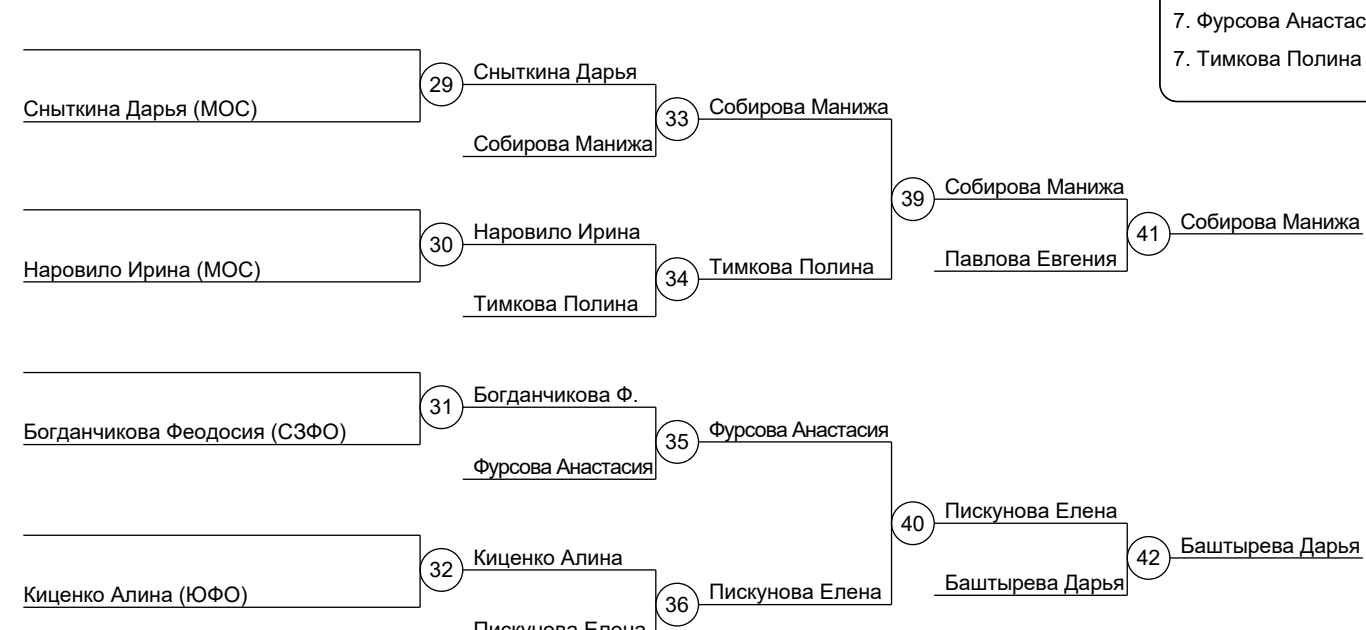 7. Фурсова Анастас
7. Тимкова Полина
29 Сныткина Дарья
Сныткина Дарья (МОС)
33 Собирова Манижа
Собирова Манижа
39 Собирова Манижа
30 Наровило Ирина
41 Собирова Манижа
Наровило Ирина (МОС)
34 Тимкова Полина
Павлова Евгения
Тимкова Полина
31 Богданчикова Ф.
Богданчикова Феодосия (СЗФО)
35 Фурсова Анастасия
Фурсова Анастасия
40 Пискунова Елена
32 Киценко Алина
42 Баштырева Дарья
Киценко Алина (ЮФО)
36 Пискунова Елена
Баштырева Дарья
Пискунова Елена